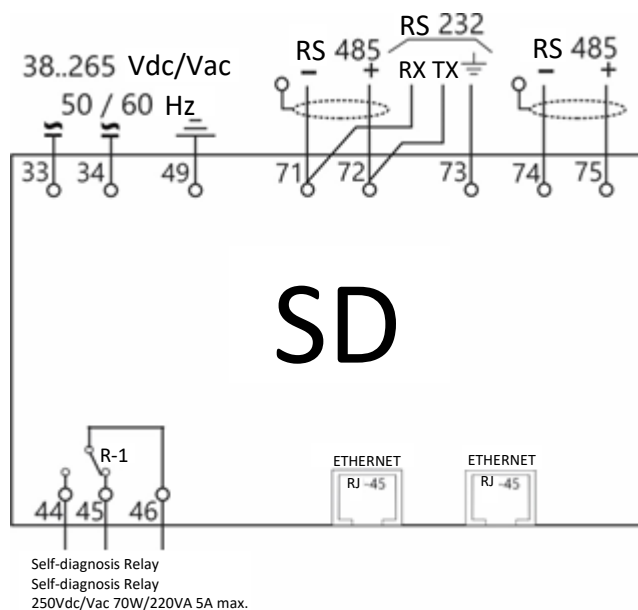 RS 232
RS 485
RS 485
38..265 Vdc/Vac
RX TX
- +
- +
50 / 60 Hz
33 34 49 71 72 73 74 75
SD
R-1
ETHERNET
ETHERNET
RJ -45
RJ -45
44 45 46
Self-diagnosis Relay
Self-diagnosis Relay
250Vdc/Vac 70W/220VA 5A max.